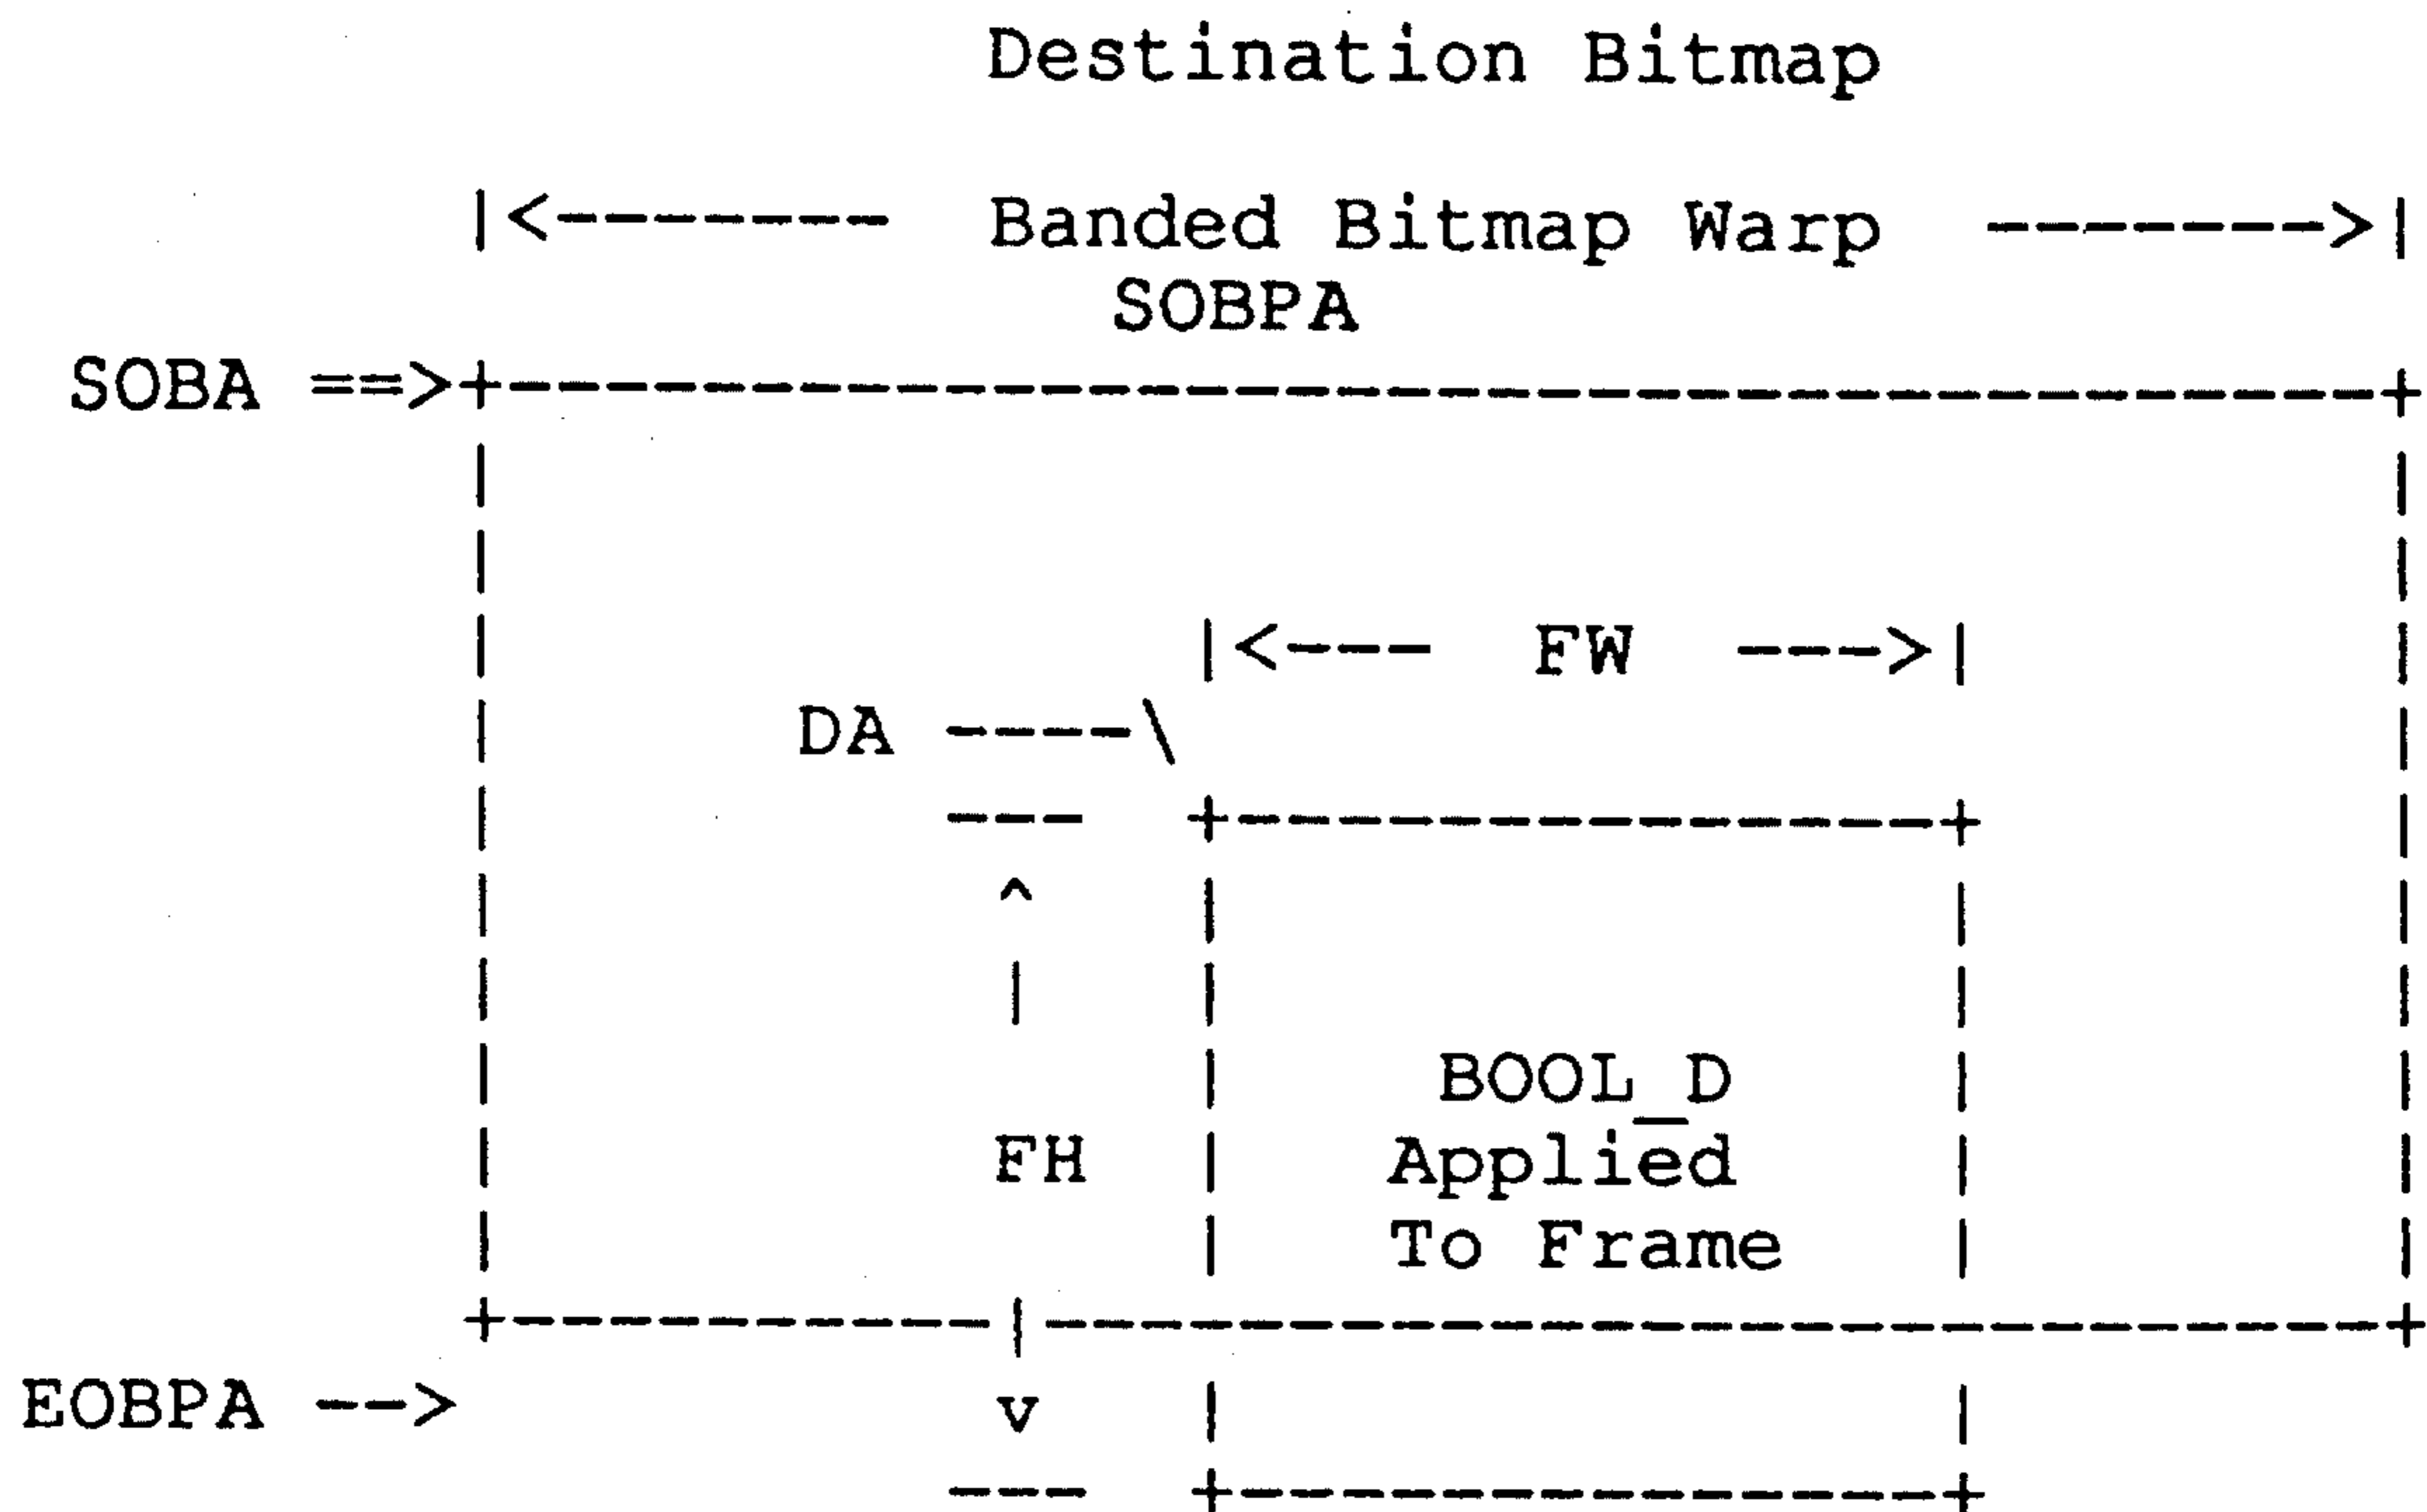 Destination Bitmap
|<------- Banded Bitmap Warp ------->|
SOBPA
SOBA ==>+---------------------------------------+
|<--- FW --->|
DA ----\
--- +---------------+
^
|
BOOL_D
FH Applied
To Frame
+----------|----------------------------+
EOBPA --> v
--- +---------------+